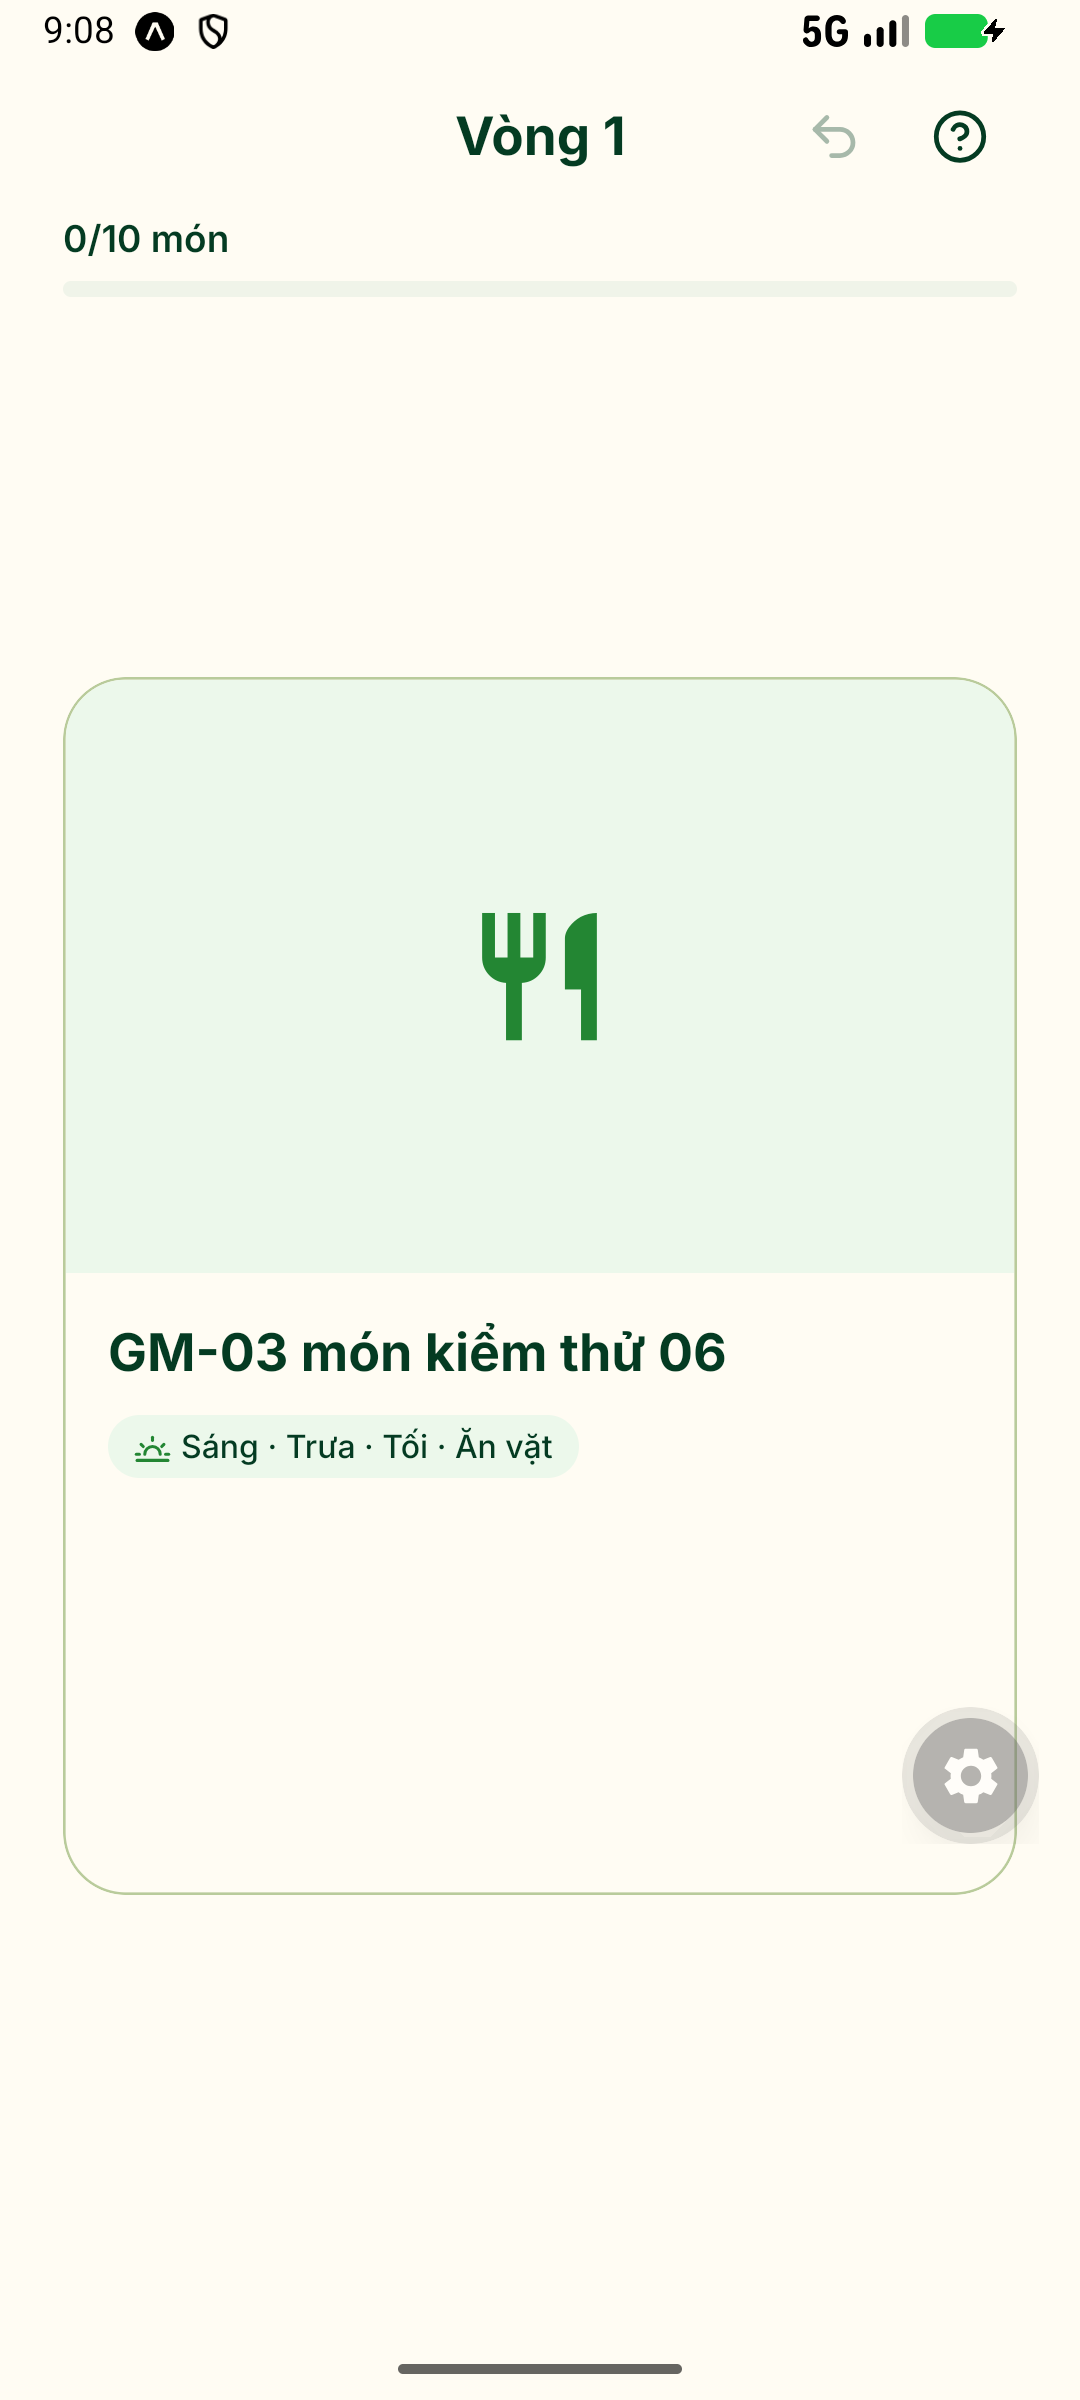 9:08
5G
Vòng 1
0/10 món
GM-03 món kiểm thử 06
Sáng · Trưa · Tối · Ăn vặt